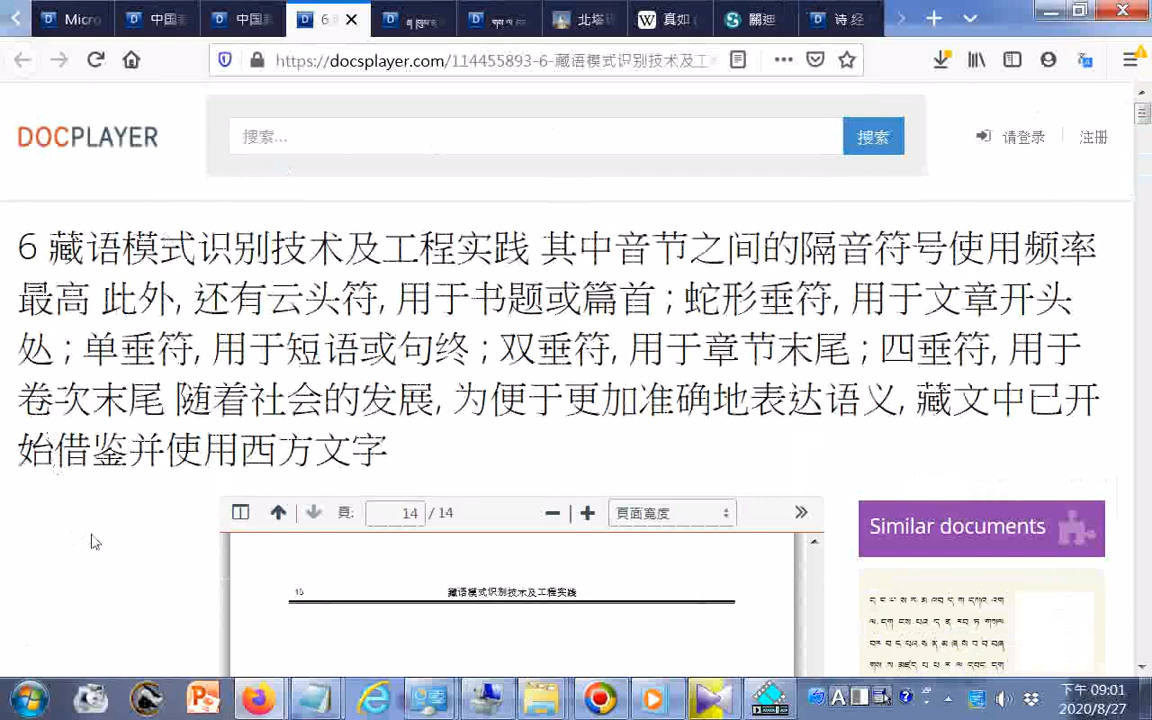 Micro
中国
中国
6
北塔
W 真如
關迴
诗 经
https://docsplayer.com/114455893-6-藏语模式识别技术及工
DOCPLAYER
搜索...
搜索
请登录
注册
6 藏语模式识别技术及工程实践 其中音节之间的隔音符号使用频率
最高 此外, 还有云头符, 用于书题或篇首 ; 蛇形垂符, 用于文章开头
处 ; 单垂符, 用于短语或句终 ; 双垂符, 用于章节末尾 ; 四垂符, 用于
卷次末尾 随着社会的发展, 为便于更加准确地表达语义, 藏文中已开
始借鉴并使用西方文字
頁: 14 / 14
頁面寬度
Similar documents
藏语模式识别技术及工程实践
下午 09:01
2020/8/27